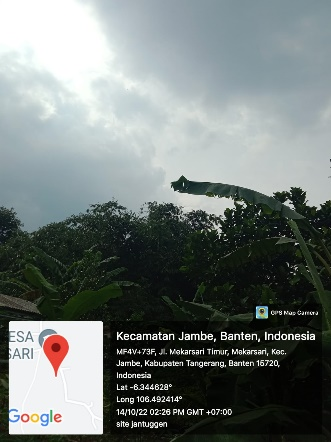 GPS Map Camera
ESA
SARI
Google
Kecamatan Jambe, Banten, Indonesia
MF4V+73F, Jl. Mekarsari Timur, Mekarsari, Kec.
Jambe, Kabupaten Tangerang, Banten 15720,
Indonesia
Lat -6.344628°
Long 106.492414°
14/10/22 02:26 PM GMT +07:00
site jantuggen